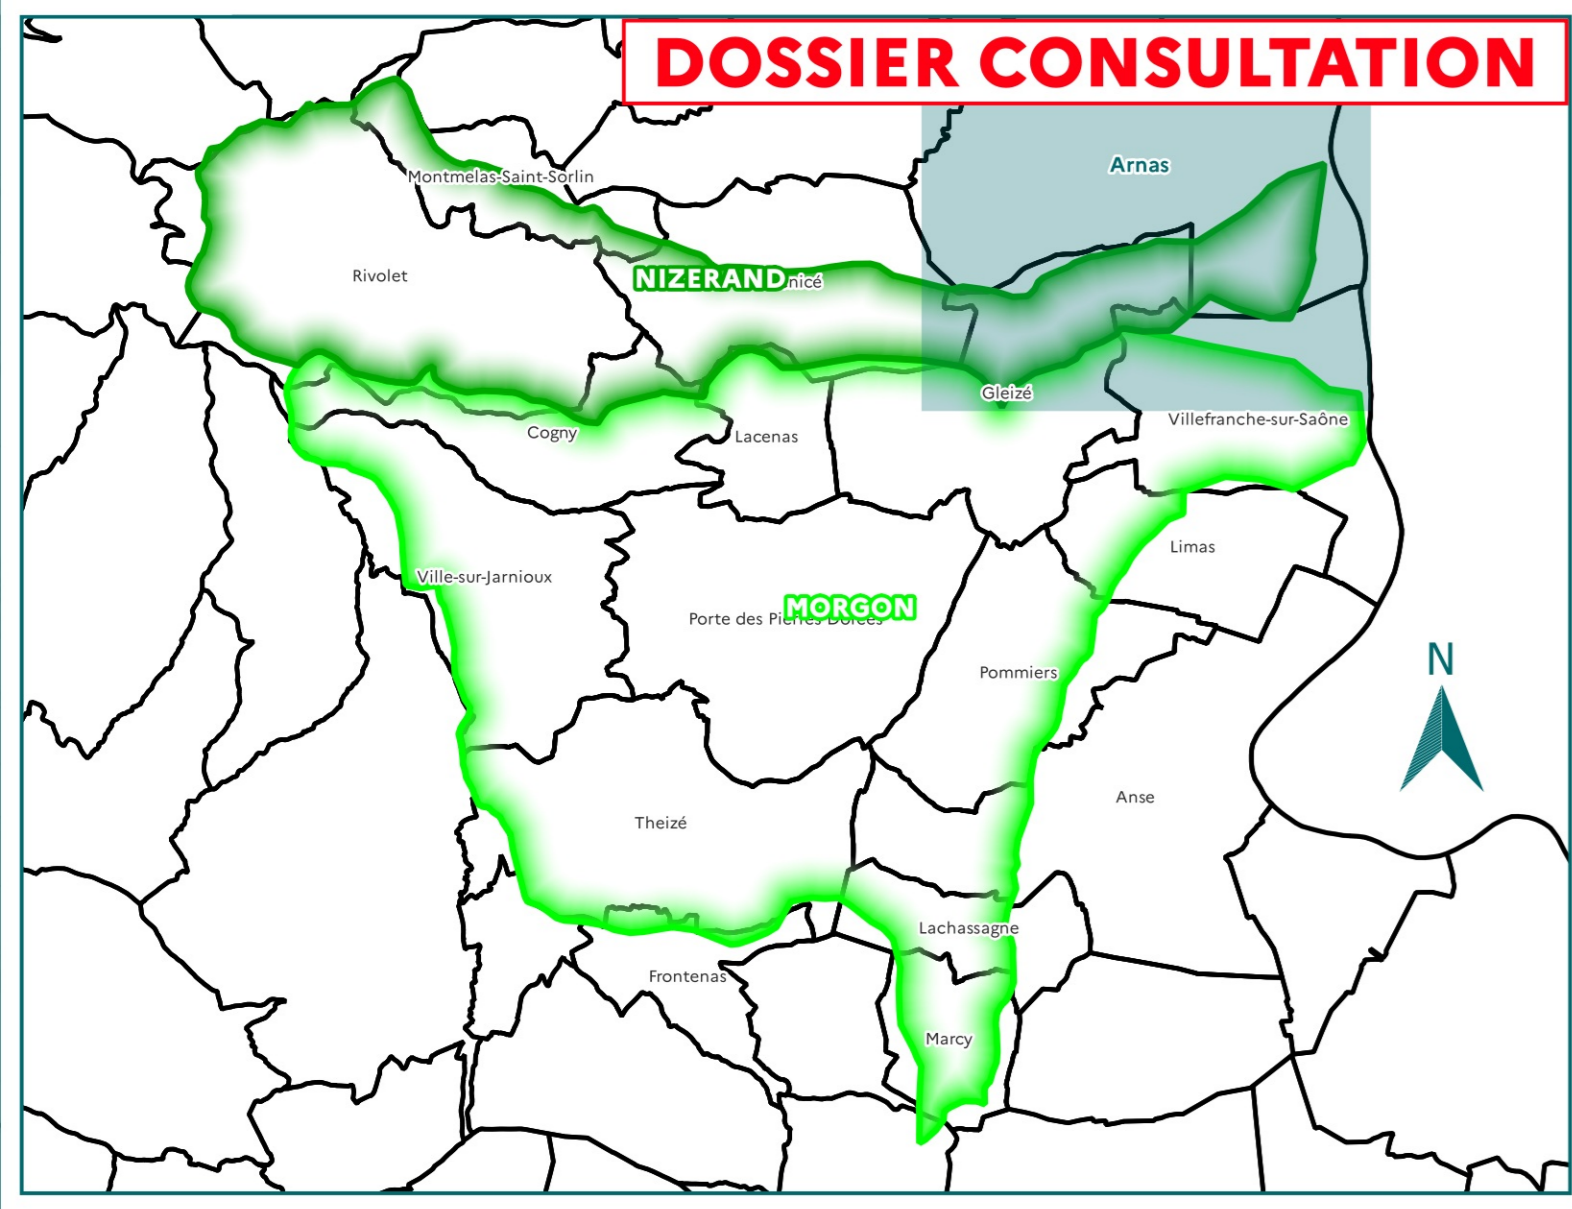 DOSSIER CONSULTATION
Arnas
Montmelas-Saint-Sorlin
Rivolet
NIZERAND
nicé
Gleizé
Villefranche-sur-Saône
Cogny
Lacenas
Limas
Ville-sur-Jarnioux
MORGON
Porte des Pierres Dorées
Pommiers
N
Anse
Theizé
Lachassagne
Frontenas
Marcy